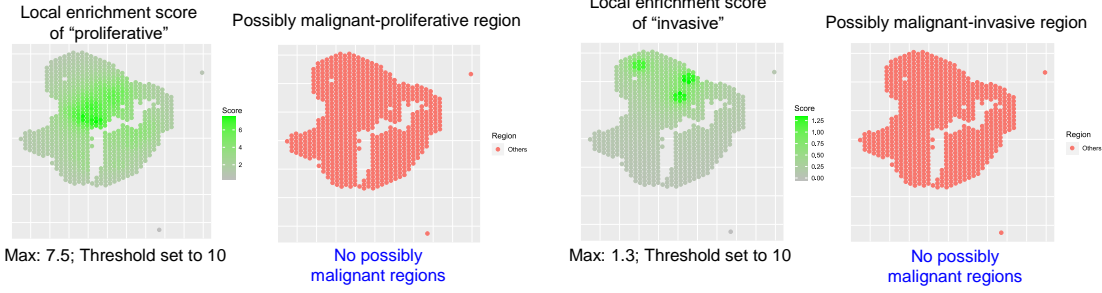 Local enrichment score
of “proliferative”
Possibly malignant-proliferative region
Score
6
4
2
Region
Others
Max: 7.5; Threshold set to 10
No possibly
malignant regions
Local enrichment score
of “invasive”
Possibly malignant-invasive region
Score
1.25
1.00
0.75
0.50
0.25
0.00
Region
Others
Max: 1.3; Threshold set to 10
No possibly
malignant regions